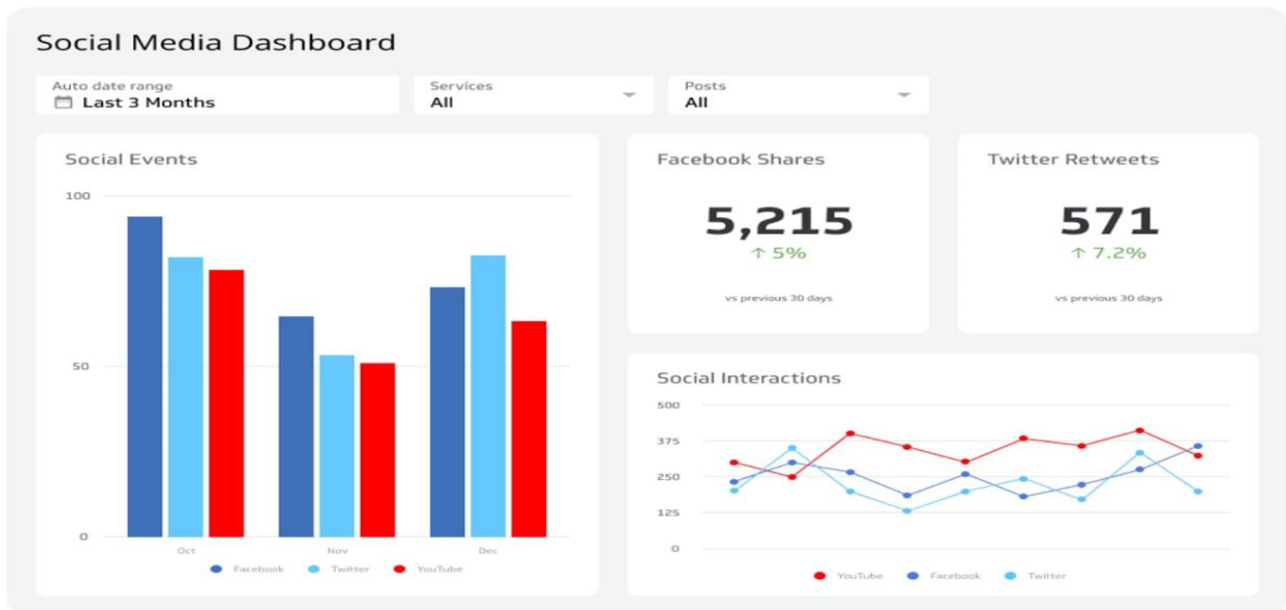 Social Media Dashboard
Auto date range
Last 3 Months
Services
All
Posts
All
Social Events
100
50
0
Oct Nov Dec
Facebook Twitter YouTube
Facebook Shares
5,215
↑ 5%
vs previous 30 days
Twitter Retweets
571
↑ 7.2%
vs previous 30 days
Social Interactions
500
375
250
125
0
YouTube Facebook Twitter